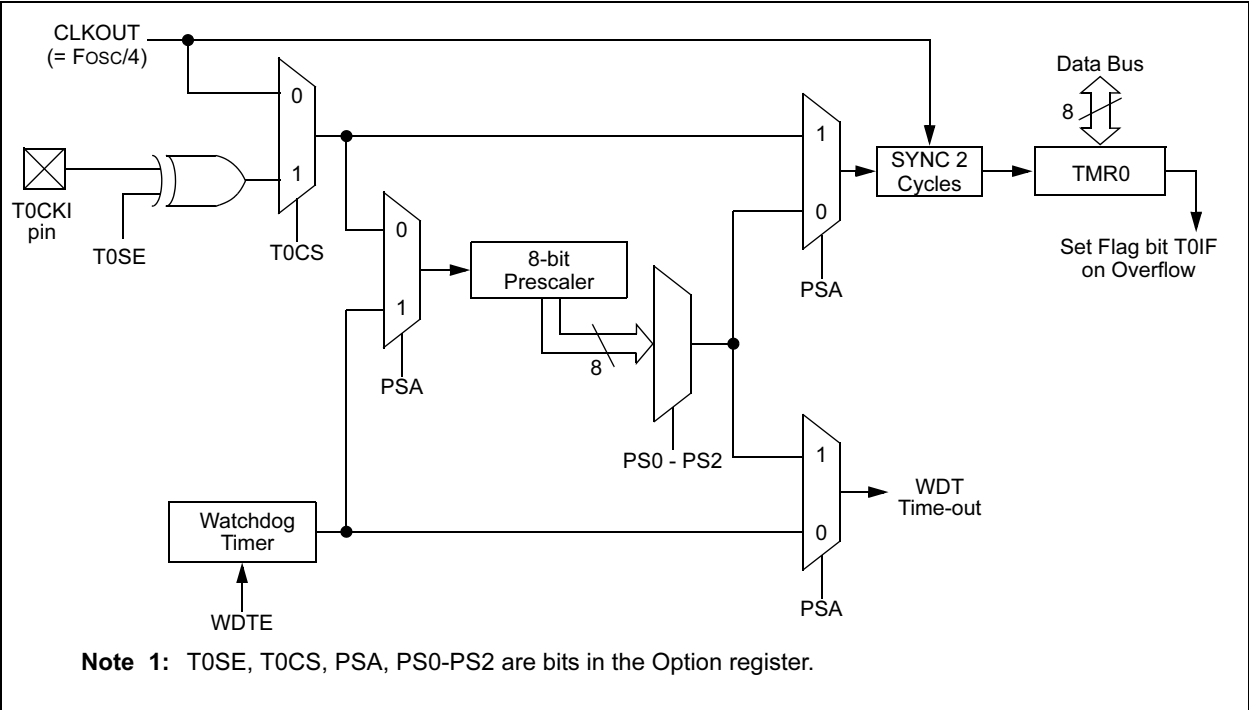 CLKOUT
(= FOSC/4)
Data Bus
8
0
1
1
0
T0CKI
pin
T0SE
T0CS
SYNC 2
Cycles
TMR0
Set Flag bit T0IF
on Overflow
PSA
0
1
PSA
8-bit
Prescaler
8
PS0 - PS2
1
0
PSA
WDT
Time-out
Watchdog
Timer
WDTE
Note 1: T0SE, T0CS, PSA, PS0-PS2 are bits in the Option register.